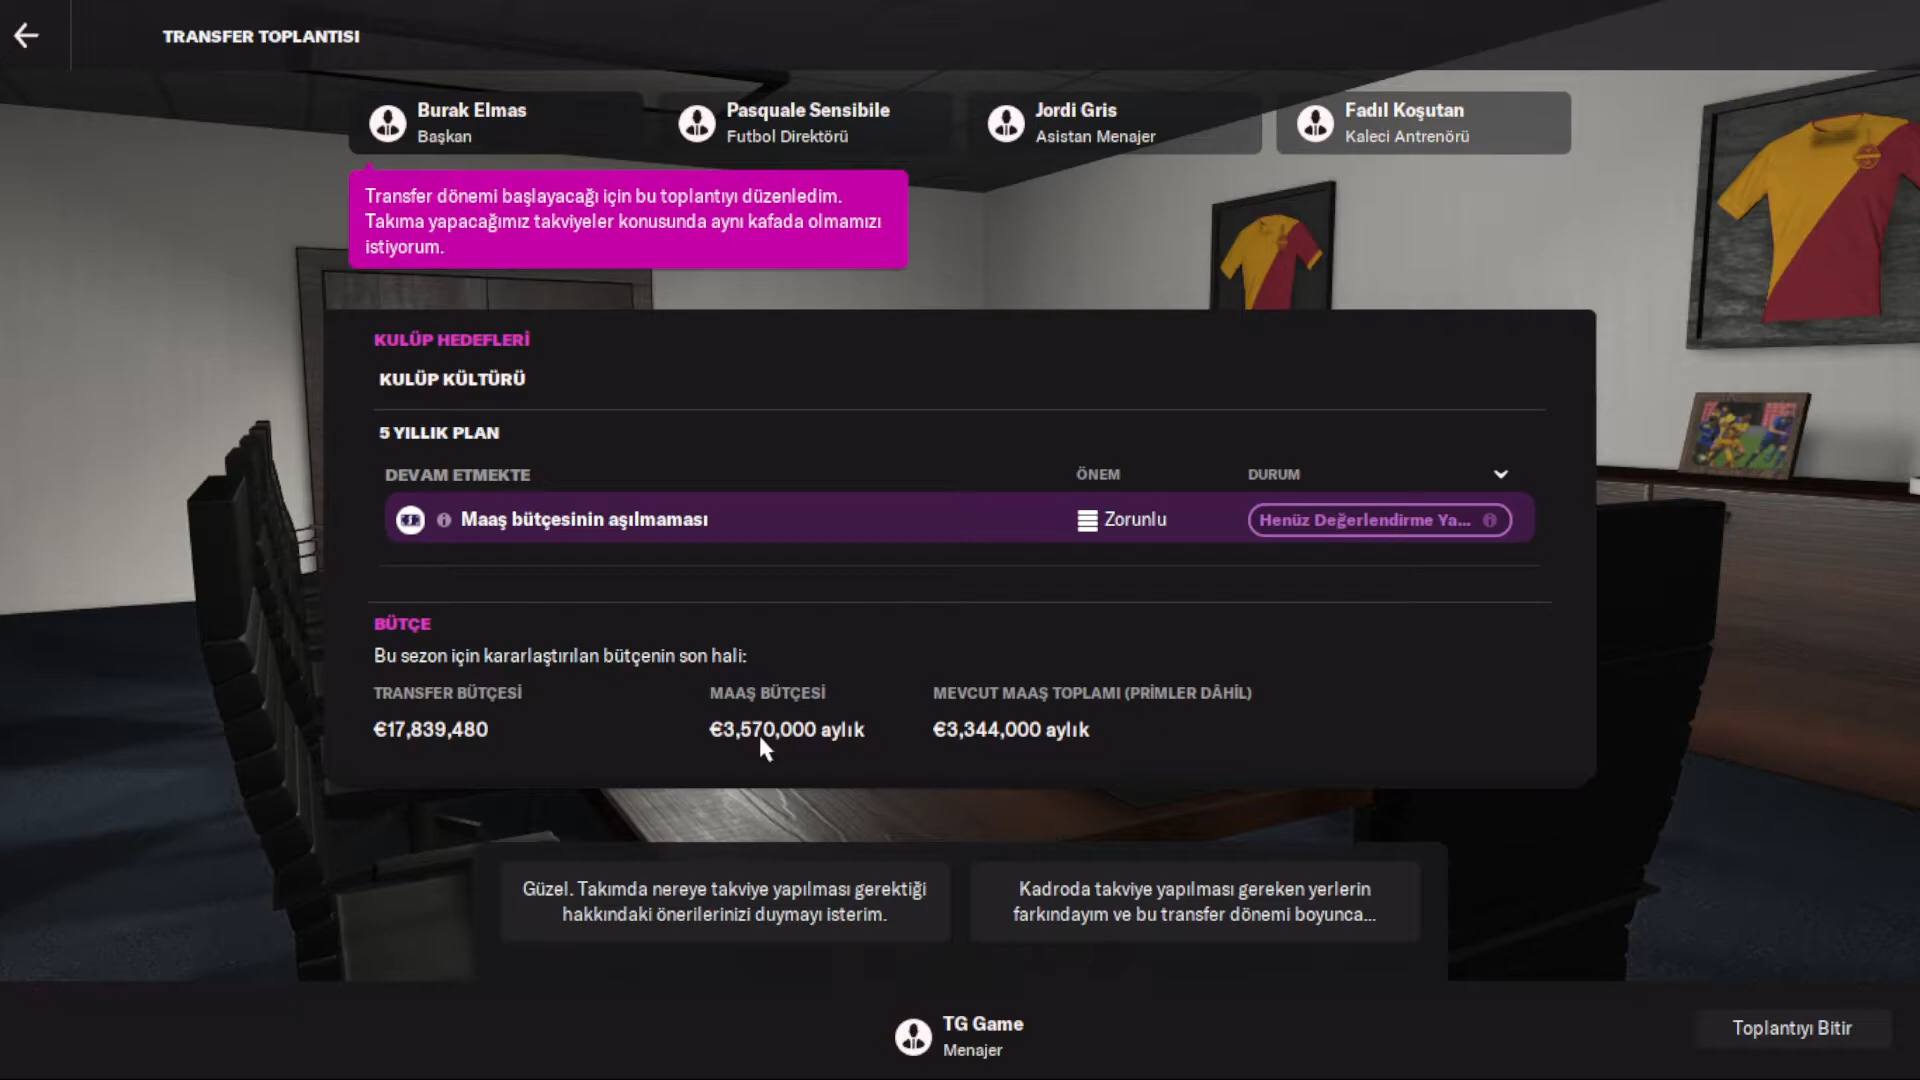 TRANSFER TOPLANTISI
Burak Elmas
Başkan
Pasquale Sensibile
Futbol Direktörü
Jordi Gris
Asistan Menajer
Fadıl Koşutan
Kaleci Antrenörü
Transfer dönemi başlayacağı için bu toplantıyı düzenledim.
Takıma yapacağımız takviyeler konusunda aynı kafada olmamızı
istiyorum.
KULÜP HEDEFLERİ
KULÜP KÜLTÜRÜ
5 YILLIK PLAN
DEVAM ETMEKTE
ÖNEM
DURUM
Maaş bütçesinin aşılmaması
Zorunlu
Henüz Değerlendirme Ya...
BÜTÇE
Bu sezon için kararlaştırılan bütçenin son hali:
TRANSFER BÜTÇESİ
MAAŞ BÜTÇESİ
MEVCUT MAAŞ TOPLAMI (PRİMLER DÂHİL)
€17,839,480
€3,570,000 aylık
€3,344,000 aylık
Güzel. Takımda nereye takviye yapılması gerektiği
hakkındaki önerilerinizi duymayı isterim.
Kadroda takviye yapılması gereken yerlerin
farkındayım ve bu transfer dönemi boyunca...
TG Game
Menajer
Toplantıyı Bitir